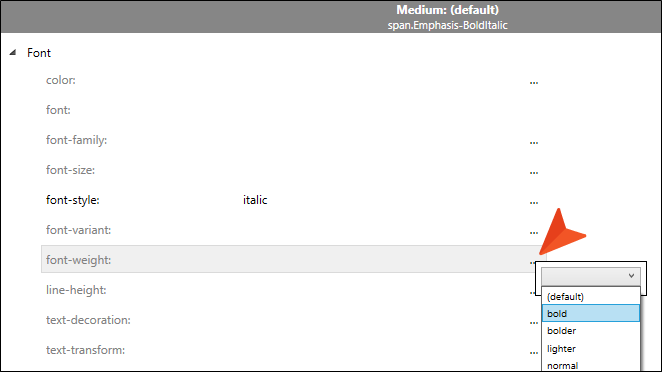 Medium: (default)
span.Emphasis-BoldItalic
Font
color: ...
font: ...
font-family: ...
font-size: ...
font-style: italic ...
font-variant: ...
font-weight: ...
line-height: ...
text-decoration:
text-transform:
(default)
bold
bolder
lighter
normal